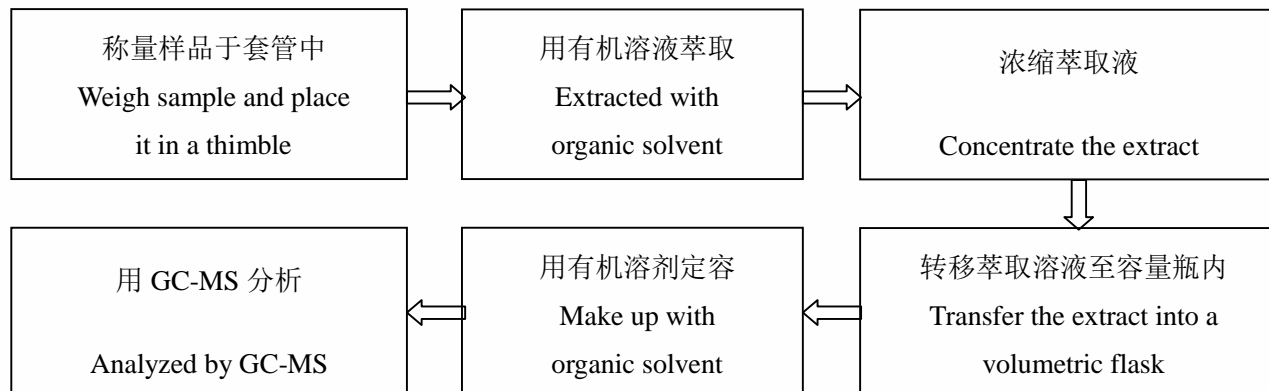 称量样品于套管中
Weigh sample and place
it in a thimble
用有机溶液萃取
Extracted with
organic solvent
浓缩萃取液
Concentrate the extract
转移萃取溶液至容量瓶内
Transfer the extract into a
volumetric flask
用有机溶剂定容
Make up with
organic solvent
用 GC-MS 分析
Analyzed by GC-MS